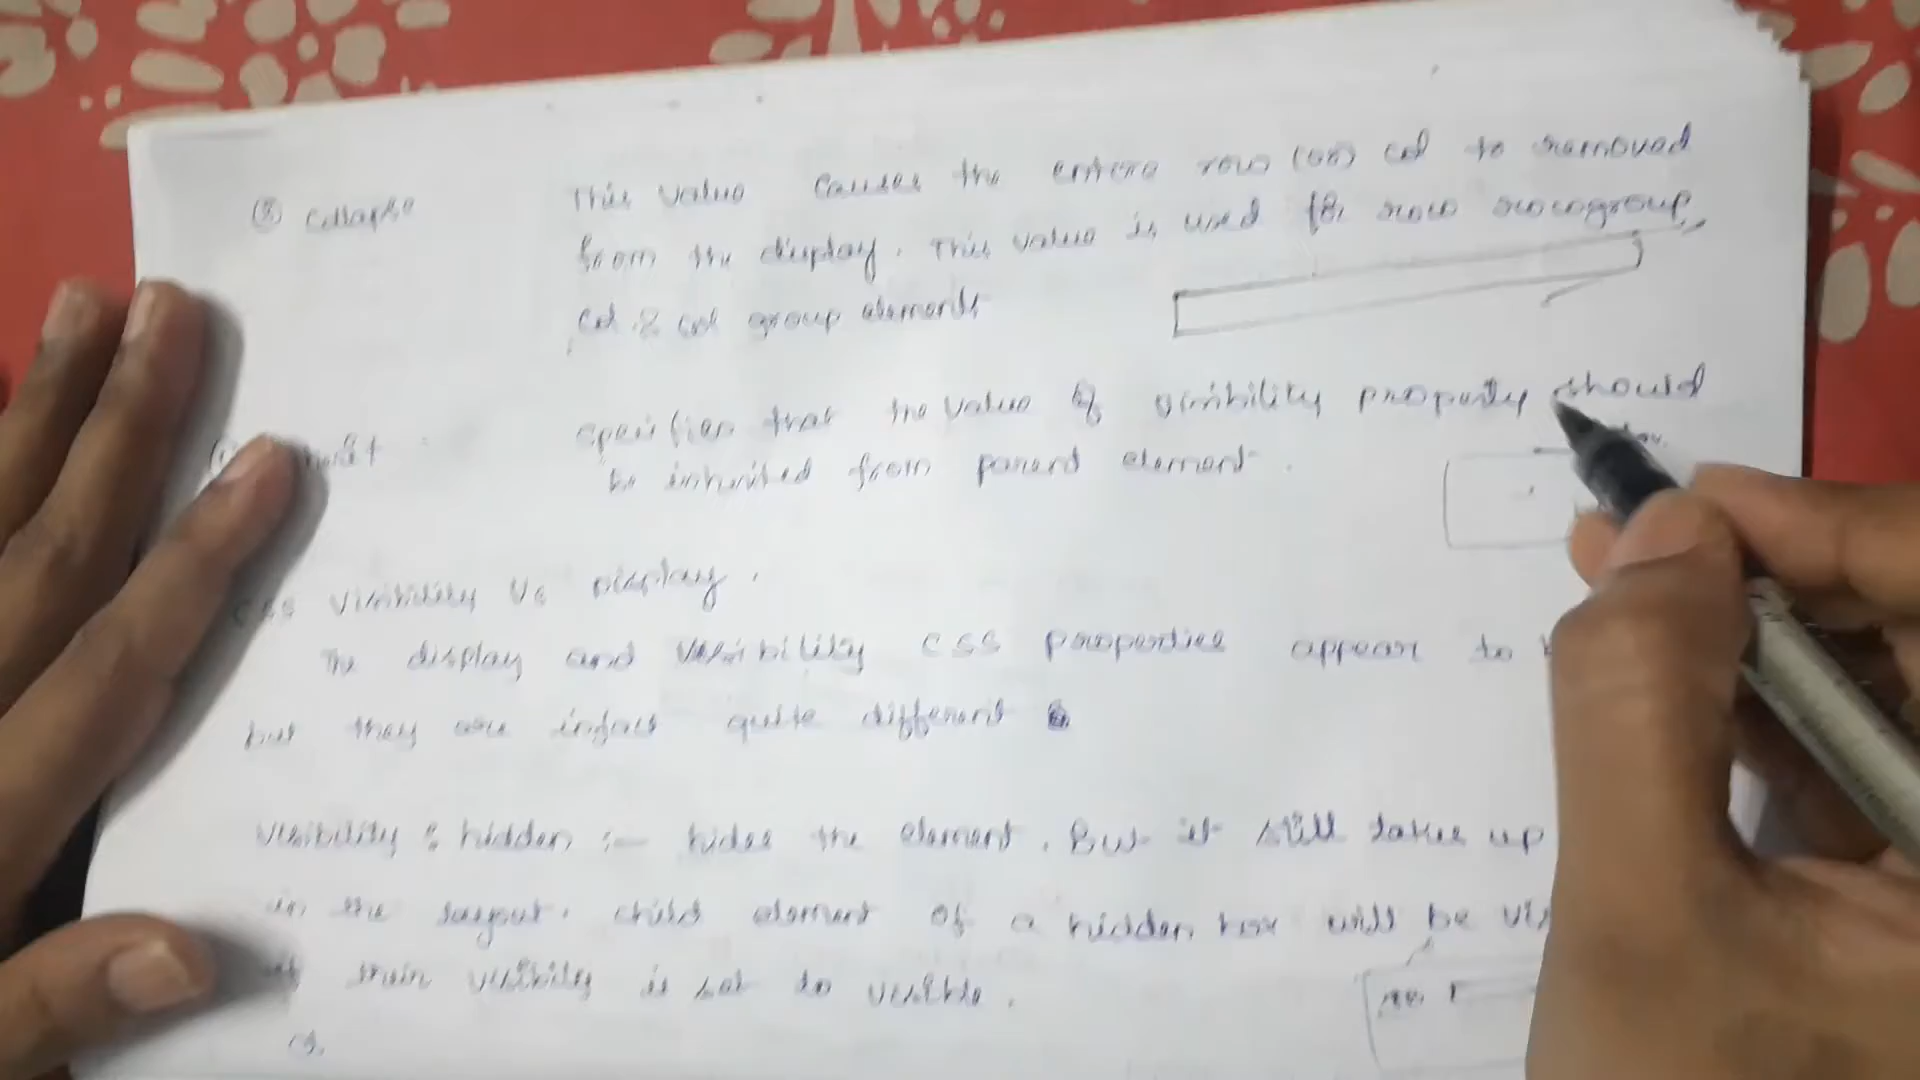 ③ collapse This value causes the entire row (or) col to removed
from the display. This value is used for row rowgroup,
col & col group elements
specifies that the value of visibility property should
be inherited from parent element.
css visibility vs Display.
The display and visibility CSS properties appear to
but they are infact quite different
visibility : hidden :- hides the element. But it still takes up
in the layout. child element of a hidden box will be
if their visibility is set to visible.